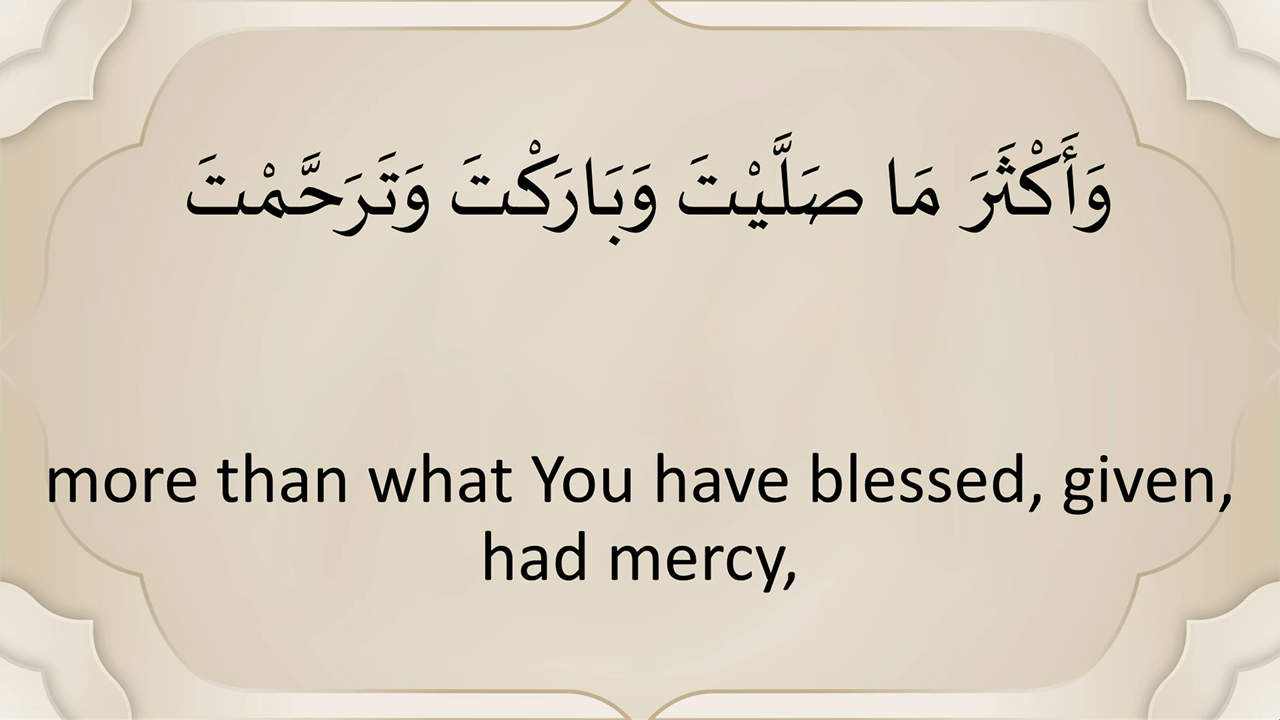 وَأَكْثَرَ مَا صَلَّيْتَ وَبَارَكْتَ وَتَرَحَّمْتَ
more than what You have blessed, given,
had mercy,